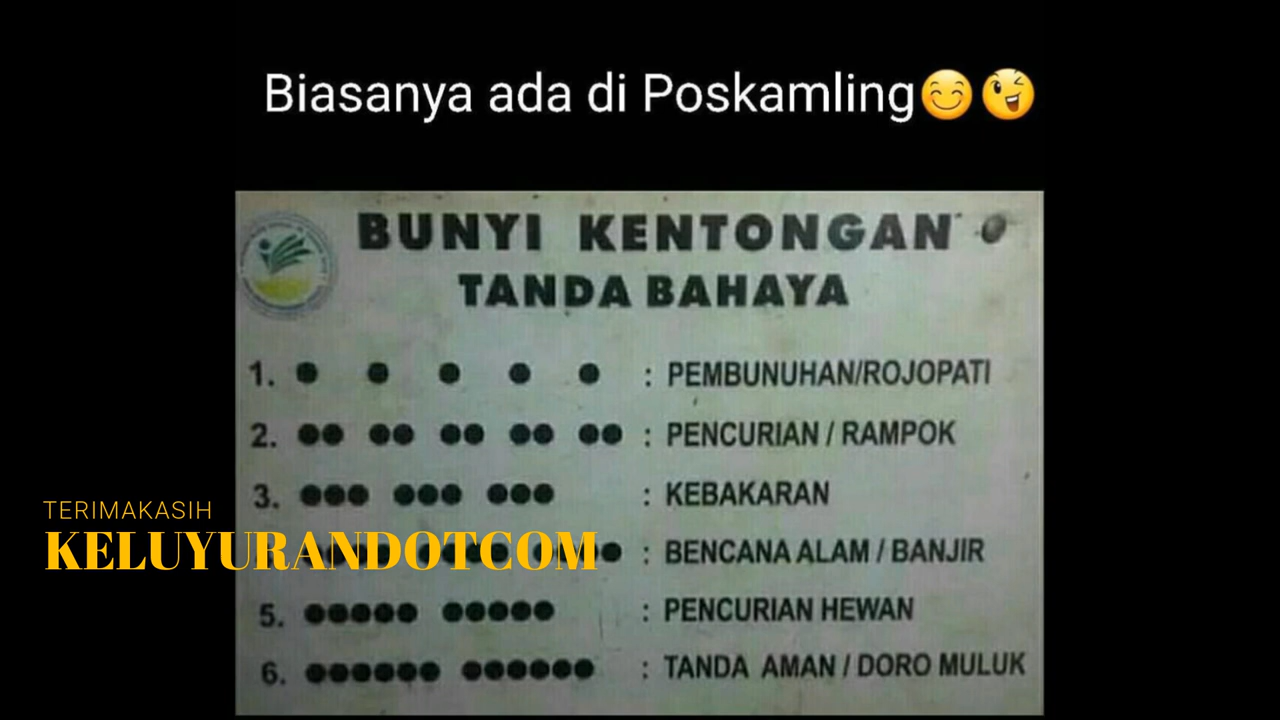 Biasanya ada di Poskamling😊😉
BUNYI KENTONGAN
TANDA BAHAYA
1. ● ● ● ● ● : PEMBUNUHAN/ROJOPATI
2. ●● ●● ●● ●● ●● : PENCURIAN / RAMPOK
3. ●●● ●●● ●●● : KEBAKARAN
TERIMAKASIH
KELUYURANDOTCOM
: BENCANA ALAM / BANJIR
5. ●●●●● ●●●●● : PENCURIAN HEWAN
6. ●●●●●● ●●●●●● : TANDA AMAN / DORO MULUK